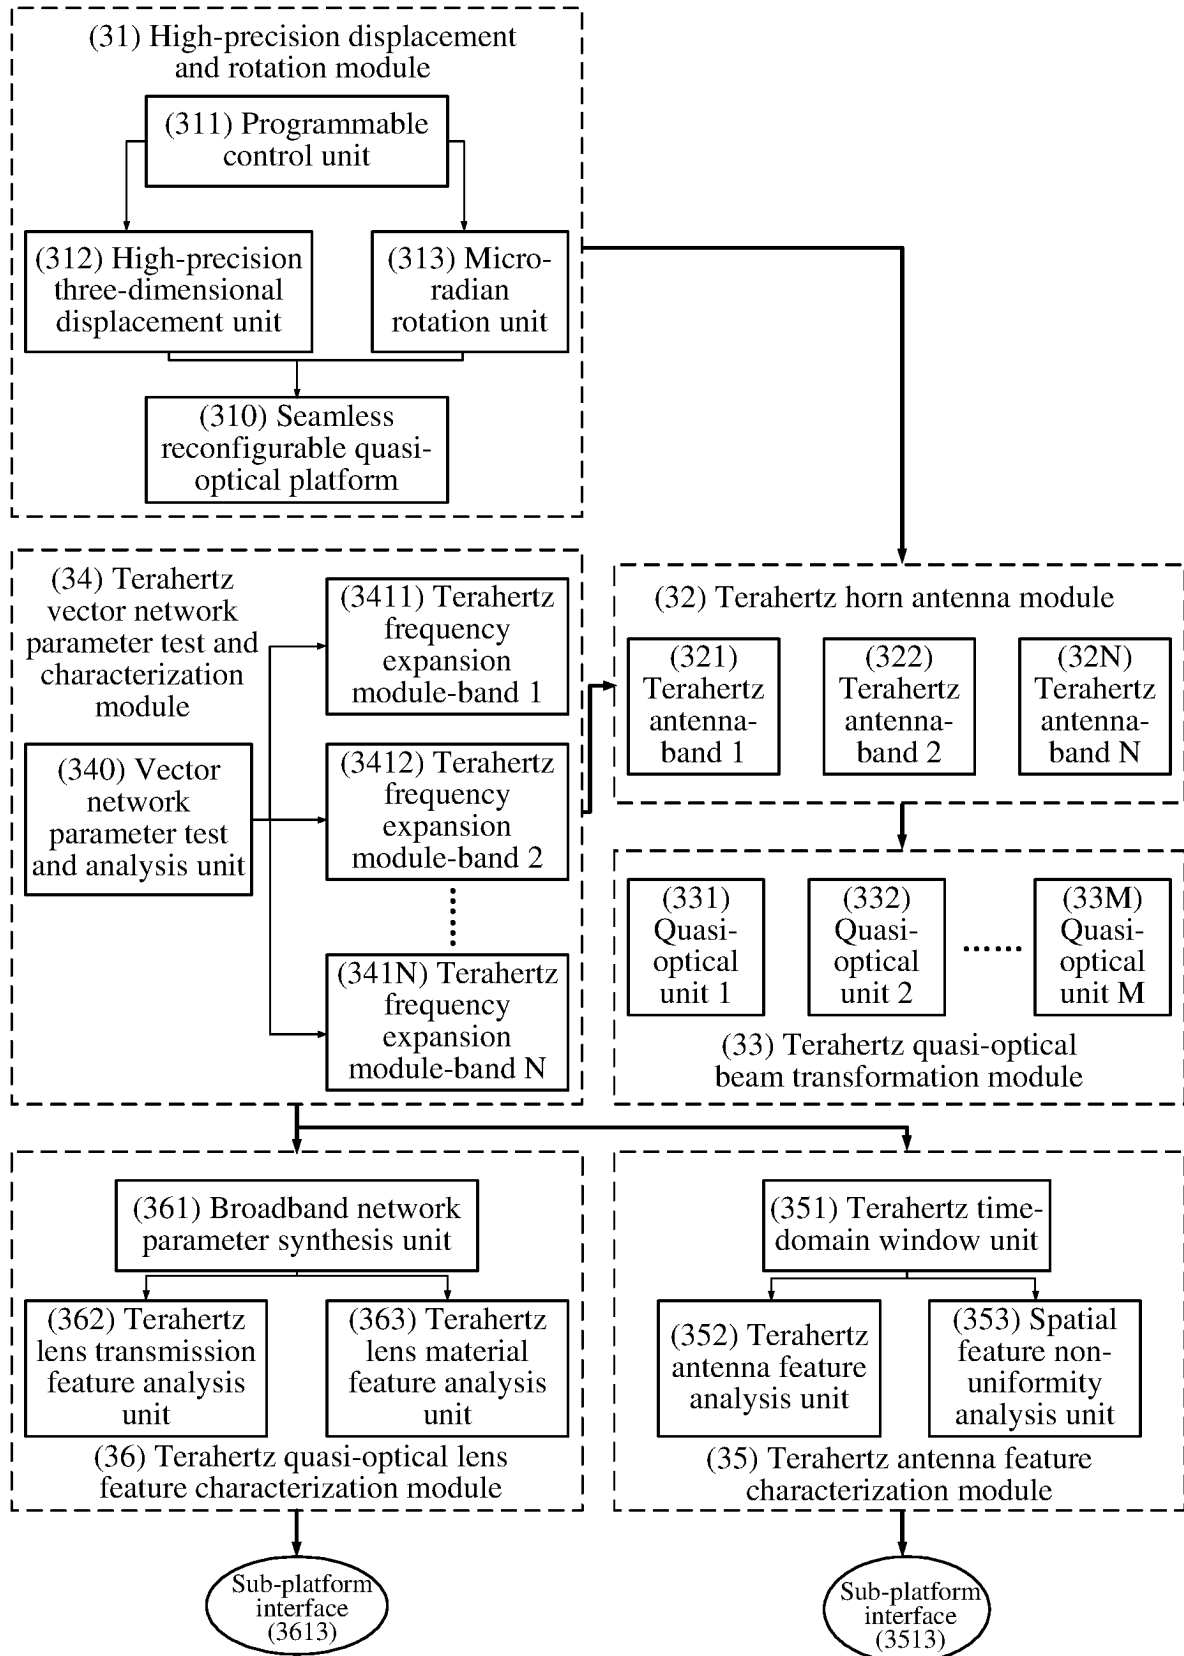 (31) High-precision displacement
and rotation module
(311) Programmable
control unit
(312) High-precision
three-dimensional
displacement unit
(313) Micro-
radian
rotation unit
(310) Seamless
reconfigurable quasi-
optical platform
(34) Terahertz
vector network
parameter test and
characterization
module
(3411) Terahertz
frequency
expansion
module-band 1
(340) Vector
network
parameter test
and analysis unit
(3412) Terahertz
frequency
expansion
module-band 2
(341N) Terahertz
frequency
expansion
module-band N
(32) Terahertz horn antenna module
(321)
Terahertz
antenna-
band 1
(322)
Terahertz
antenna-
band 2
(32N)
Terahertz
antenna-
band N
(331)
Quasi-
optical
unit 1
(332)
Quasi-
optical
unit 2
(33M)
Quasi-
optical
unit M
(33) Terahertz quasi-optical
beam transformation module
(361) Broadband network
parameter synthesis unit
(362) Terahertz
lens transmission
feature analysis
unit
(363) Terahertz
lens material
feature analysis
unit
(36) Terahertz quasi-optical lens
feature characterization module
(351) Terahertz time-
domain window unit
(352) Terahertz
antenna feature
analysis unit
(353) Spatial
feature non-
uniformity
analysis unit
(35) Terahertz antenna feature
characterization module
Sub-platform
interface
(3613)
Sub-platform
interface
(3513)